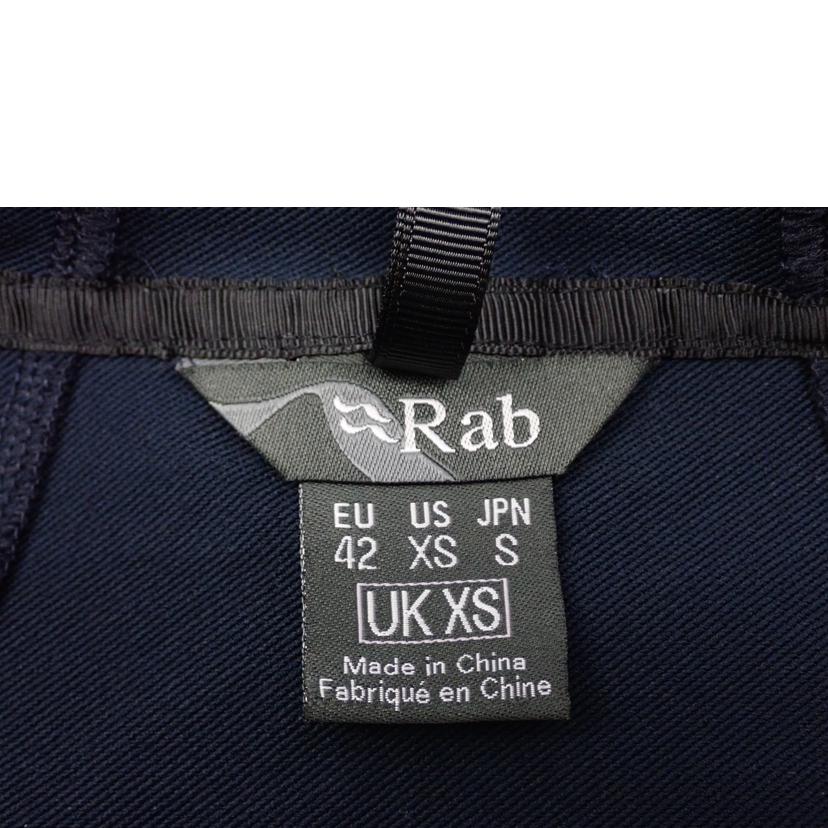 Rab
EU US JPN
42 XS S
UK XS
Made in China
Fabriqué en Chine